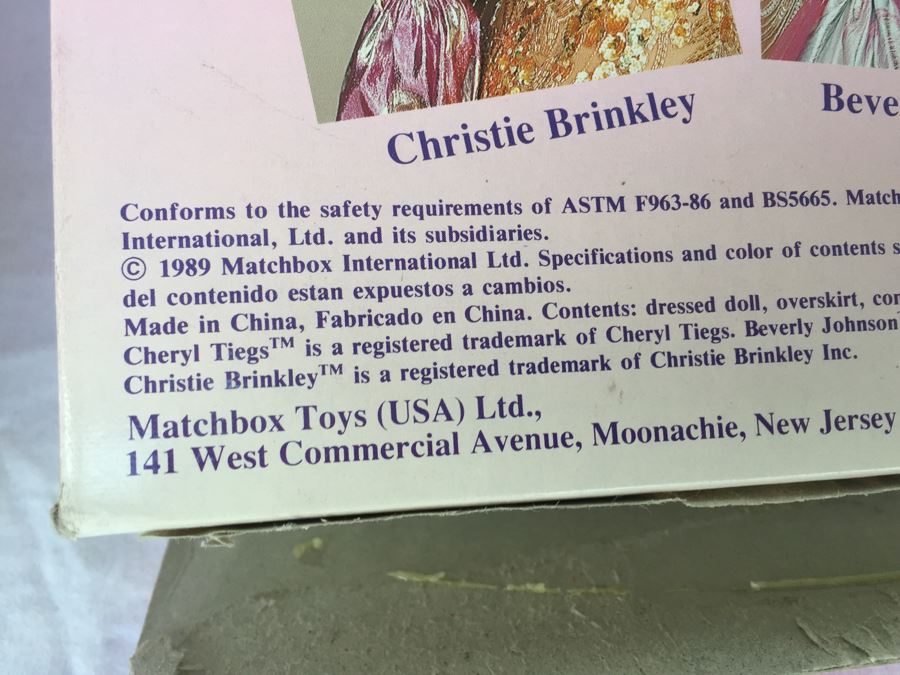 Christie Brinkley
Conforms to the safety requirements of ASTM F963-86 and BS5665.
International, Ltd. and its subsidiaries.
© 1989 Matchbox International Ltd. Specifications and color of contents
del contenido estan expuestos a cambios.
Made in China, Fabricado en China. Contents: dressed doll, overskirt,
Cheryl Tiegs™ is a registered trademark of Cheryl Tiegs. Beverly Johnson
Christie Brinkley™ is a registered trademark of Christie Brinkley Inc.
Matchbox Toys (USA) Ltd.,
141 West Commercial Avenue, Moonachie, New Jersey